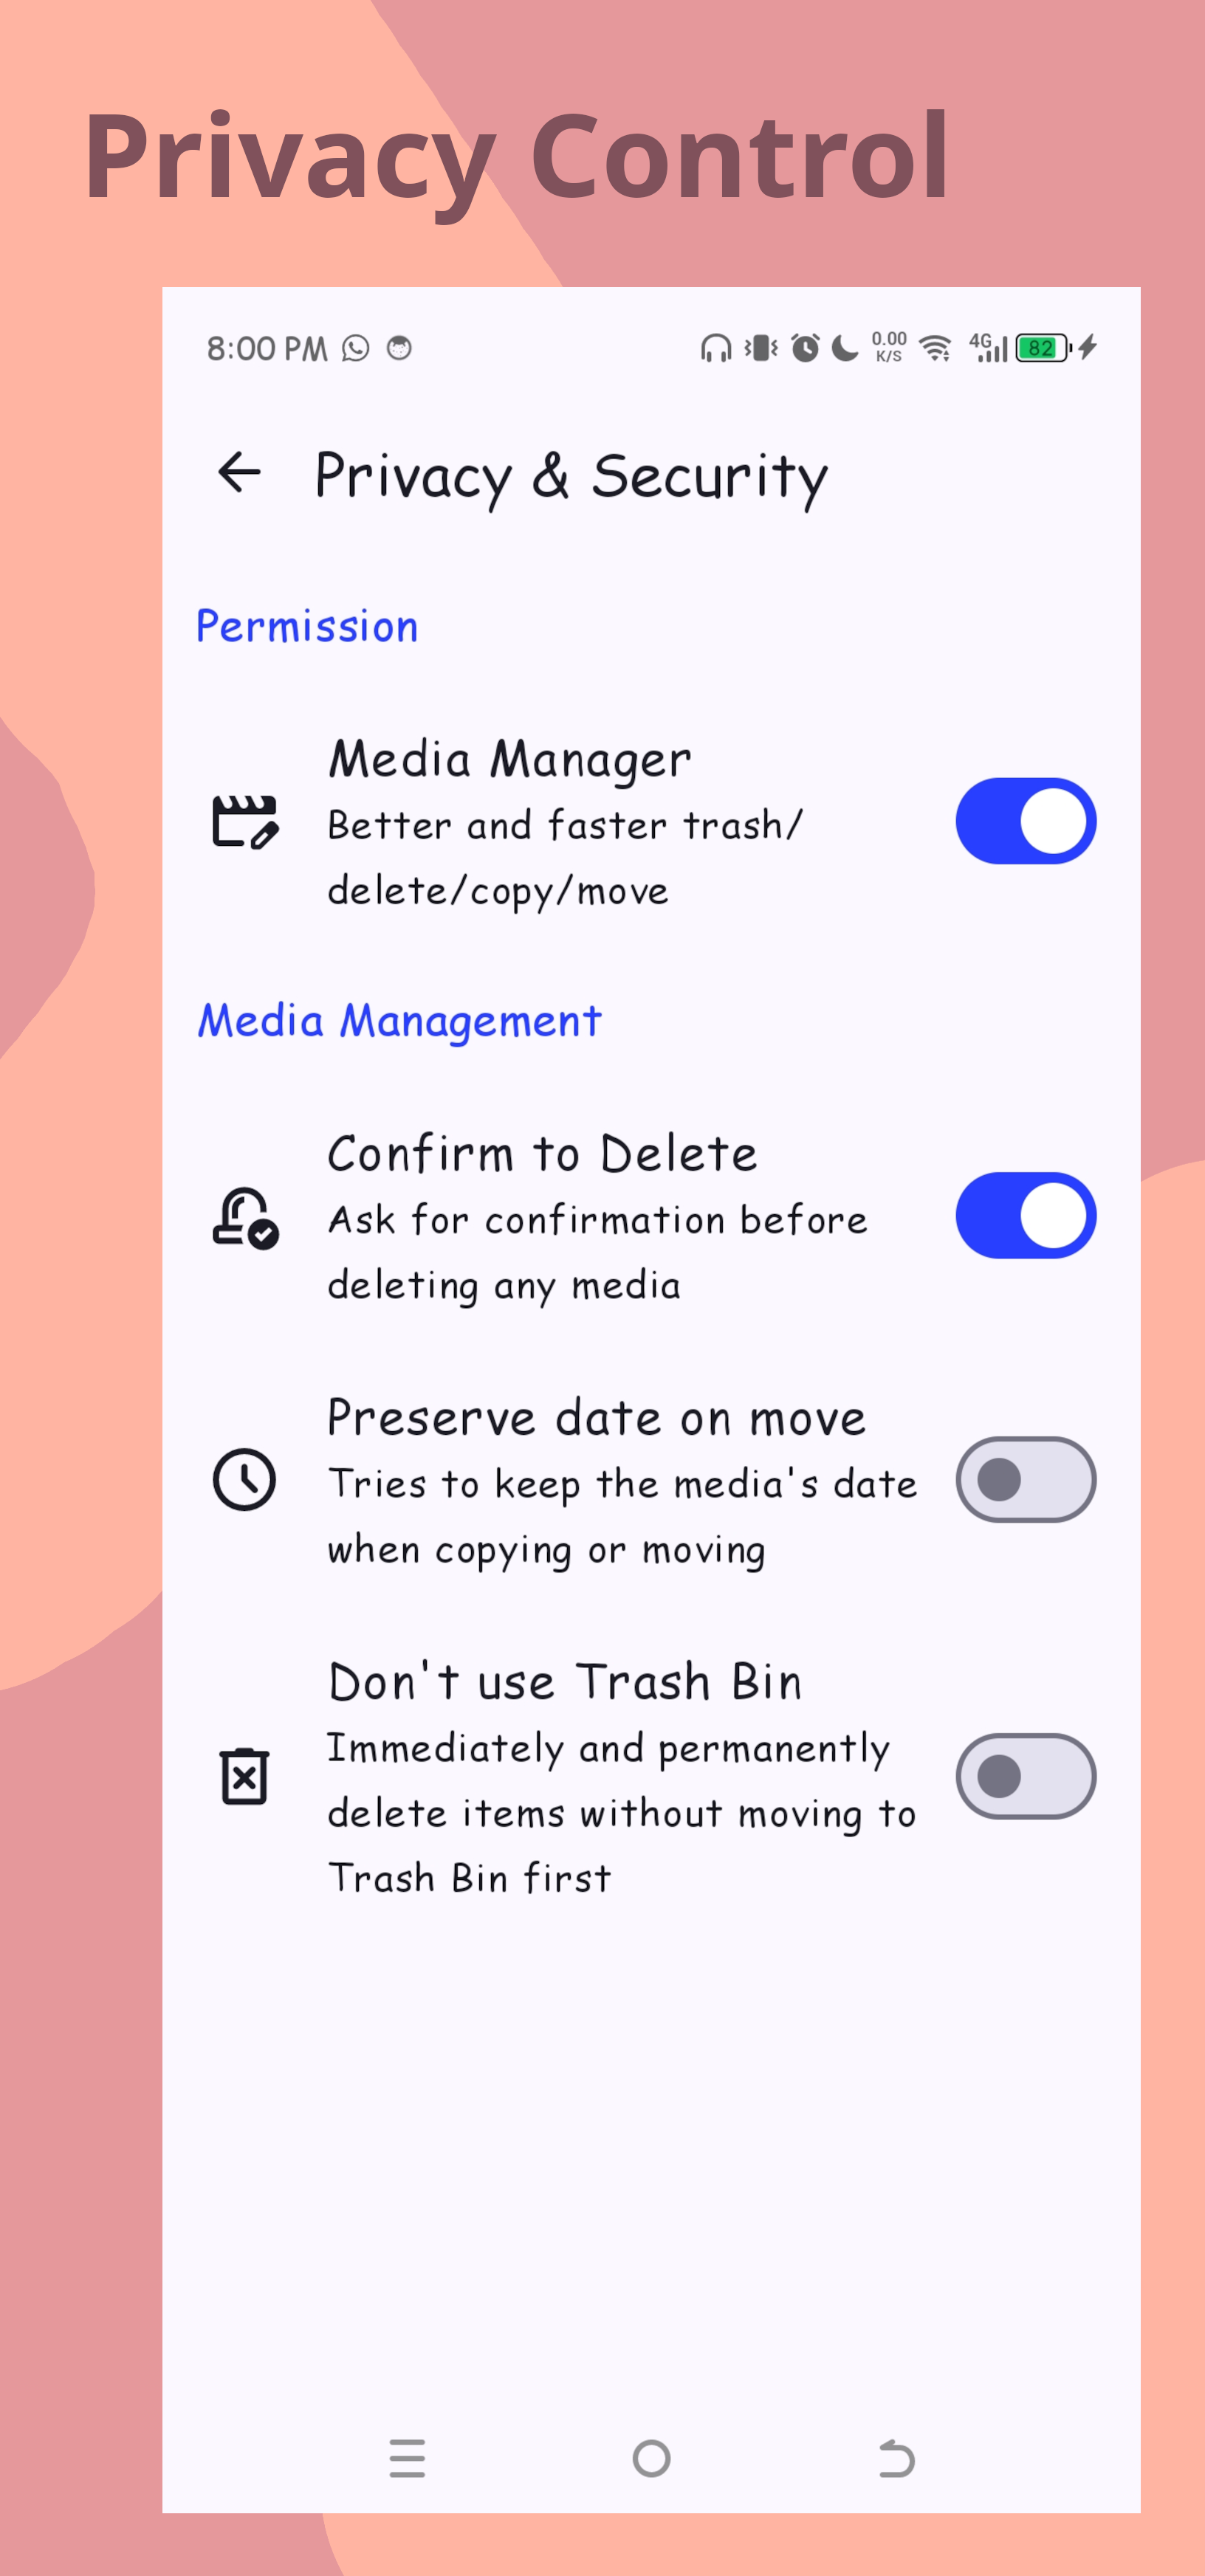 Privacy Control
8:00 PM
0.00
K/S
4G
82
Privacy & Security
Permission
Media Manager
Better and faster trash/
delete/copy/move
Media Management
Confirm to Delete
Ask for confirmation before
deleting any media
Preserve date on move
Tries to keep the media's date
when copying or moving
Don't use Trash Bin
Immediately and permanently
delete items without moving to
Trash Bin first